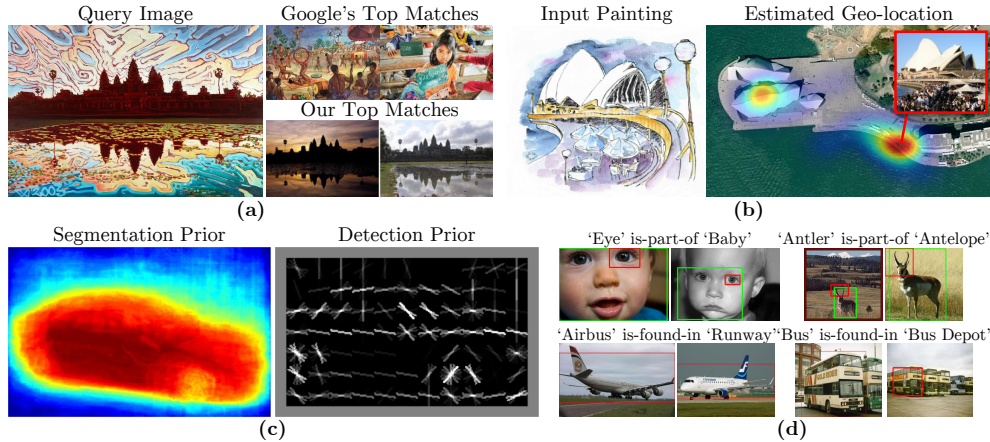 Query Image
Google's Top Matches
Our Top Matches
(a)
Input Painting
Estimated Geo-location
(b)
Segmentation Prior
Detection Prior
(c)
'Eye' is-part-of 'Baby'
'Antler' is-part-of 'Antelope'
'Airbus' is-found-in 'Runway'
'Bus' is-found-in 'Bus Depot'
(d)